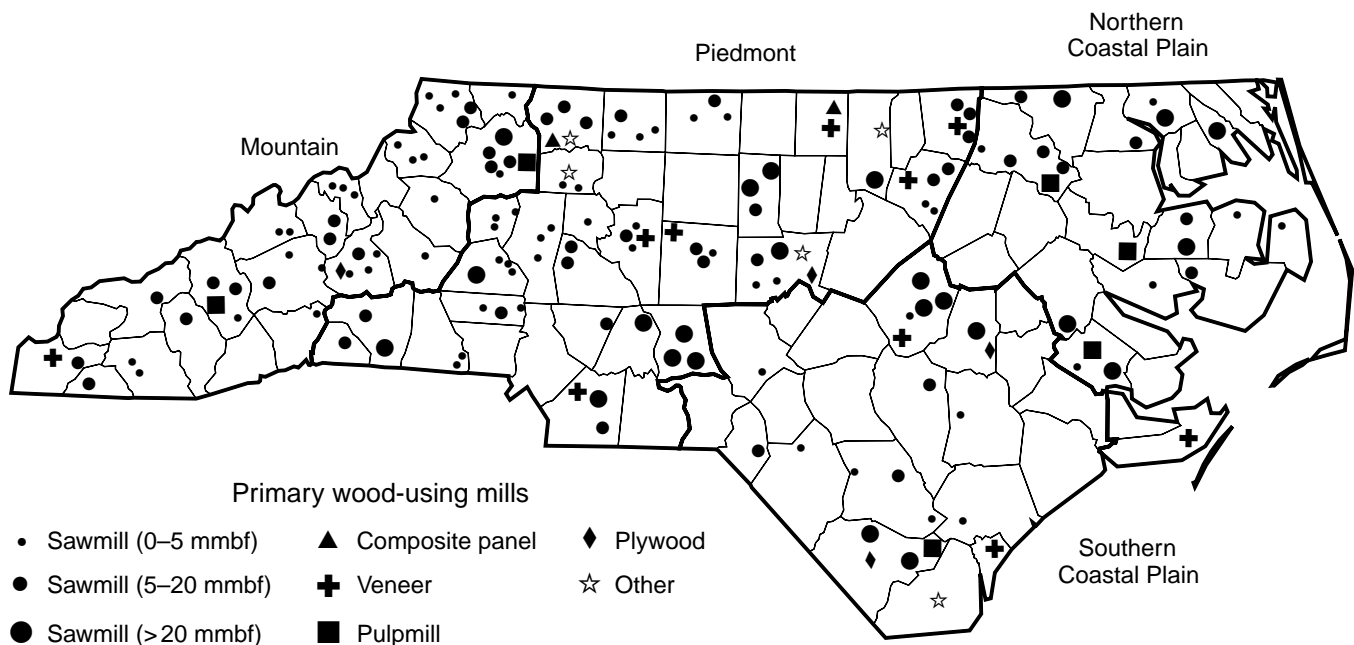 Northern
Coastal Plain
Piedmont
Mountain
Primary wood-using mills
Sawmill (0–5 mmbf)
Composite panel
Plywood
Sawmill (5–20 mmbf)
Veneer
Other
Sawmill (>20 mmbf)
Pulpmill
Southern
Coastal Plain